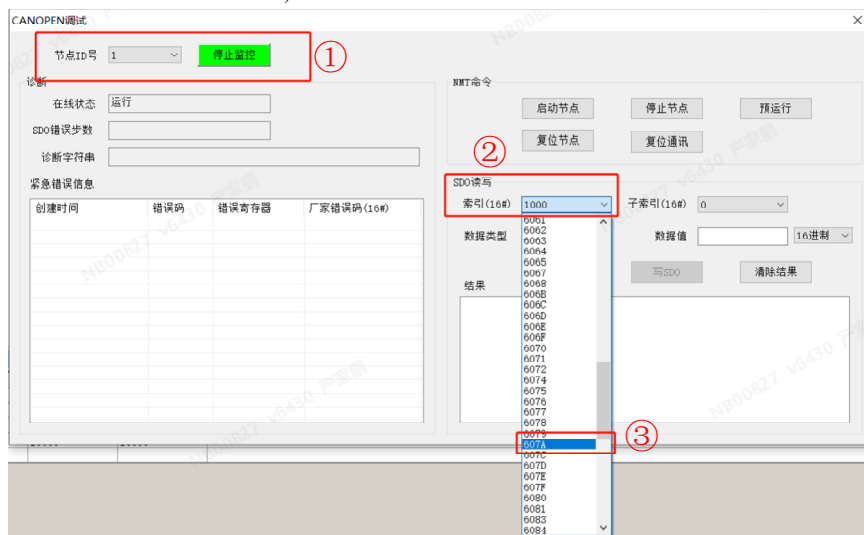 CANOPEN调试
×
节点ID号 1 停止监控 ①
诊断
在线状态 运行
SDO错误步数
诊断字符串
紧急错误信息
创建时间 错误码 错误寄存器 厂家错误码(16#)
NMT命令
启动节点 停止节点 预运行
复位节点 复位通讯
②
SDO读写
索引(16#) 1000 子索引(16#) 0
数据类型 数据值 16进制
写SDO 清除结果
结果
6061
6062
6063
6064
6065
6067
6068
606B
606C
606D
606E
606F
6070
6071
6072
6074
6075
6076
6077
6078
6079
607A ③
607C
607D
607E
607F
6080
6081
6083
6084
NB00827 v6430 严家鹏